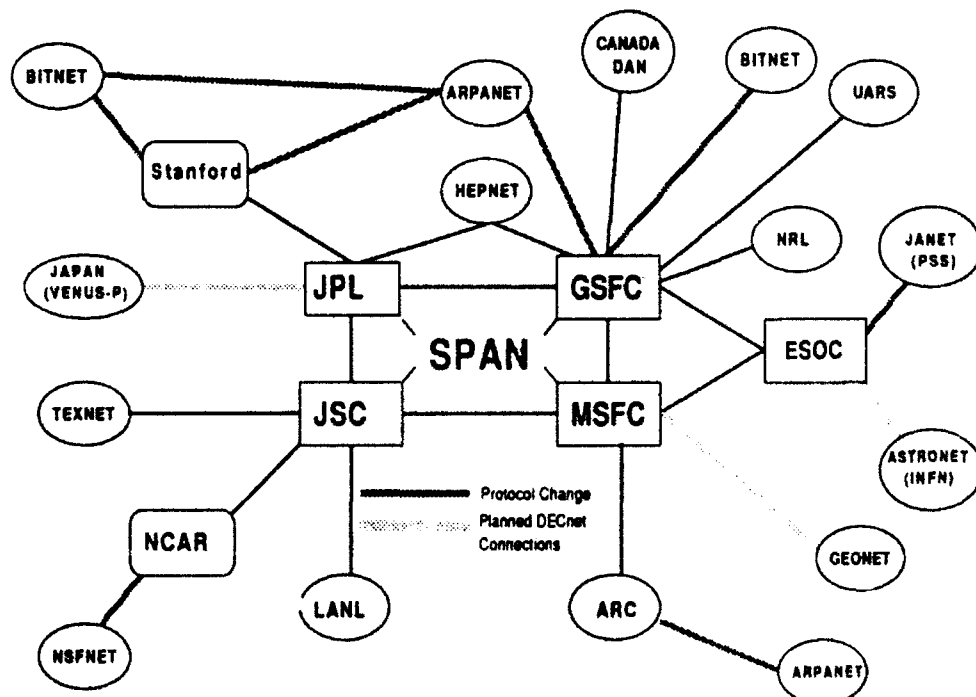 CANADA
DAN
BITNET
BITNET
ARPANET
UARS
Stanford
HEPNET
NRL
JANET
(PSS)
JAPAN
(VENUS-P)
JPL
GSFC
SPAN
ESOC
TEXNET
JSC
MSFC
ASTRONET
(INFN)
Protocol Change
Planned DECnet
Connections
NCAR
GEONET
LANL
ARC
NSFNET
ARPANET